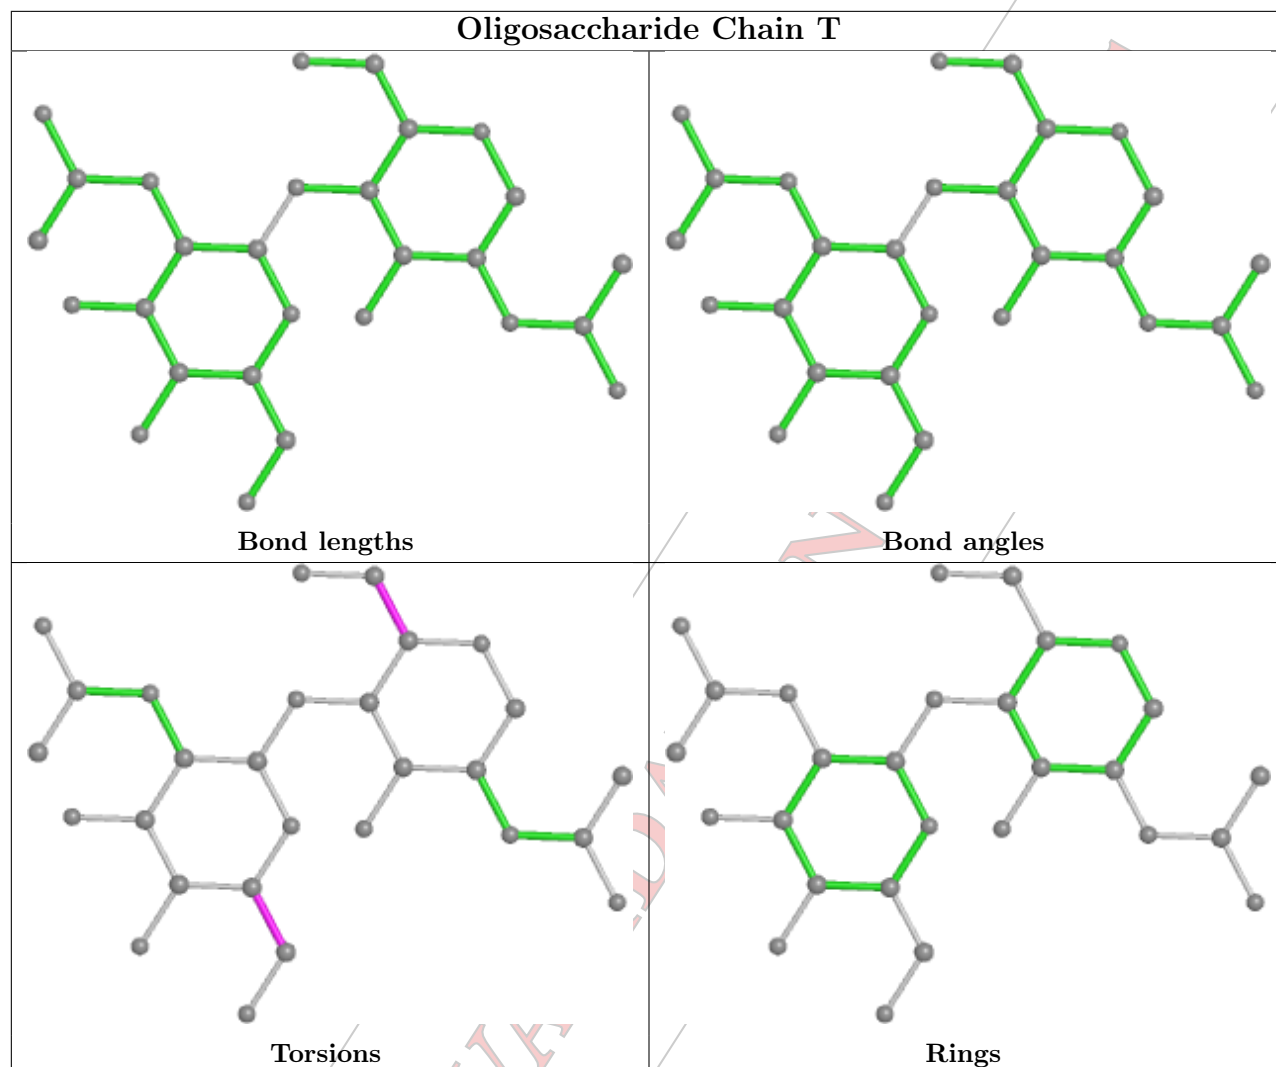 Oligosaccharide Chain T
Bond lengths
Bond angles
Torsions
Rings